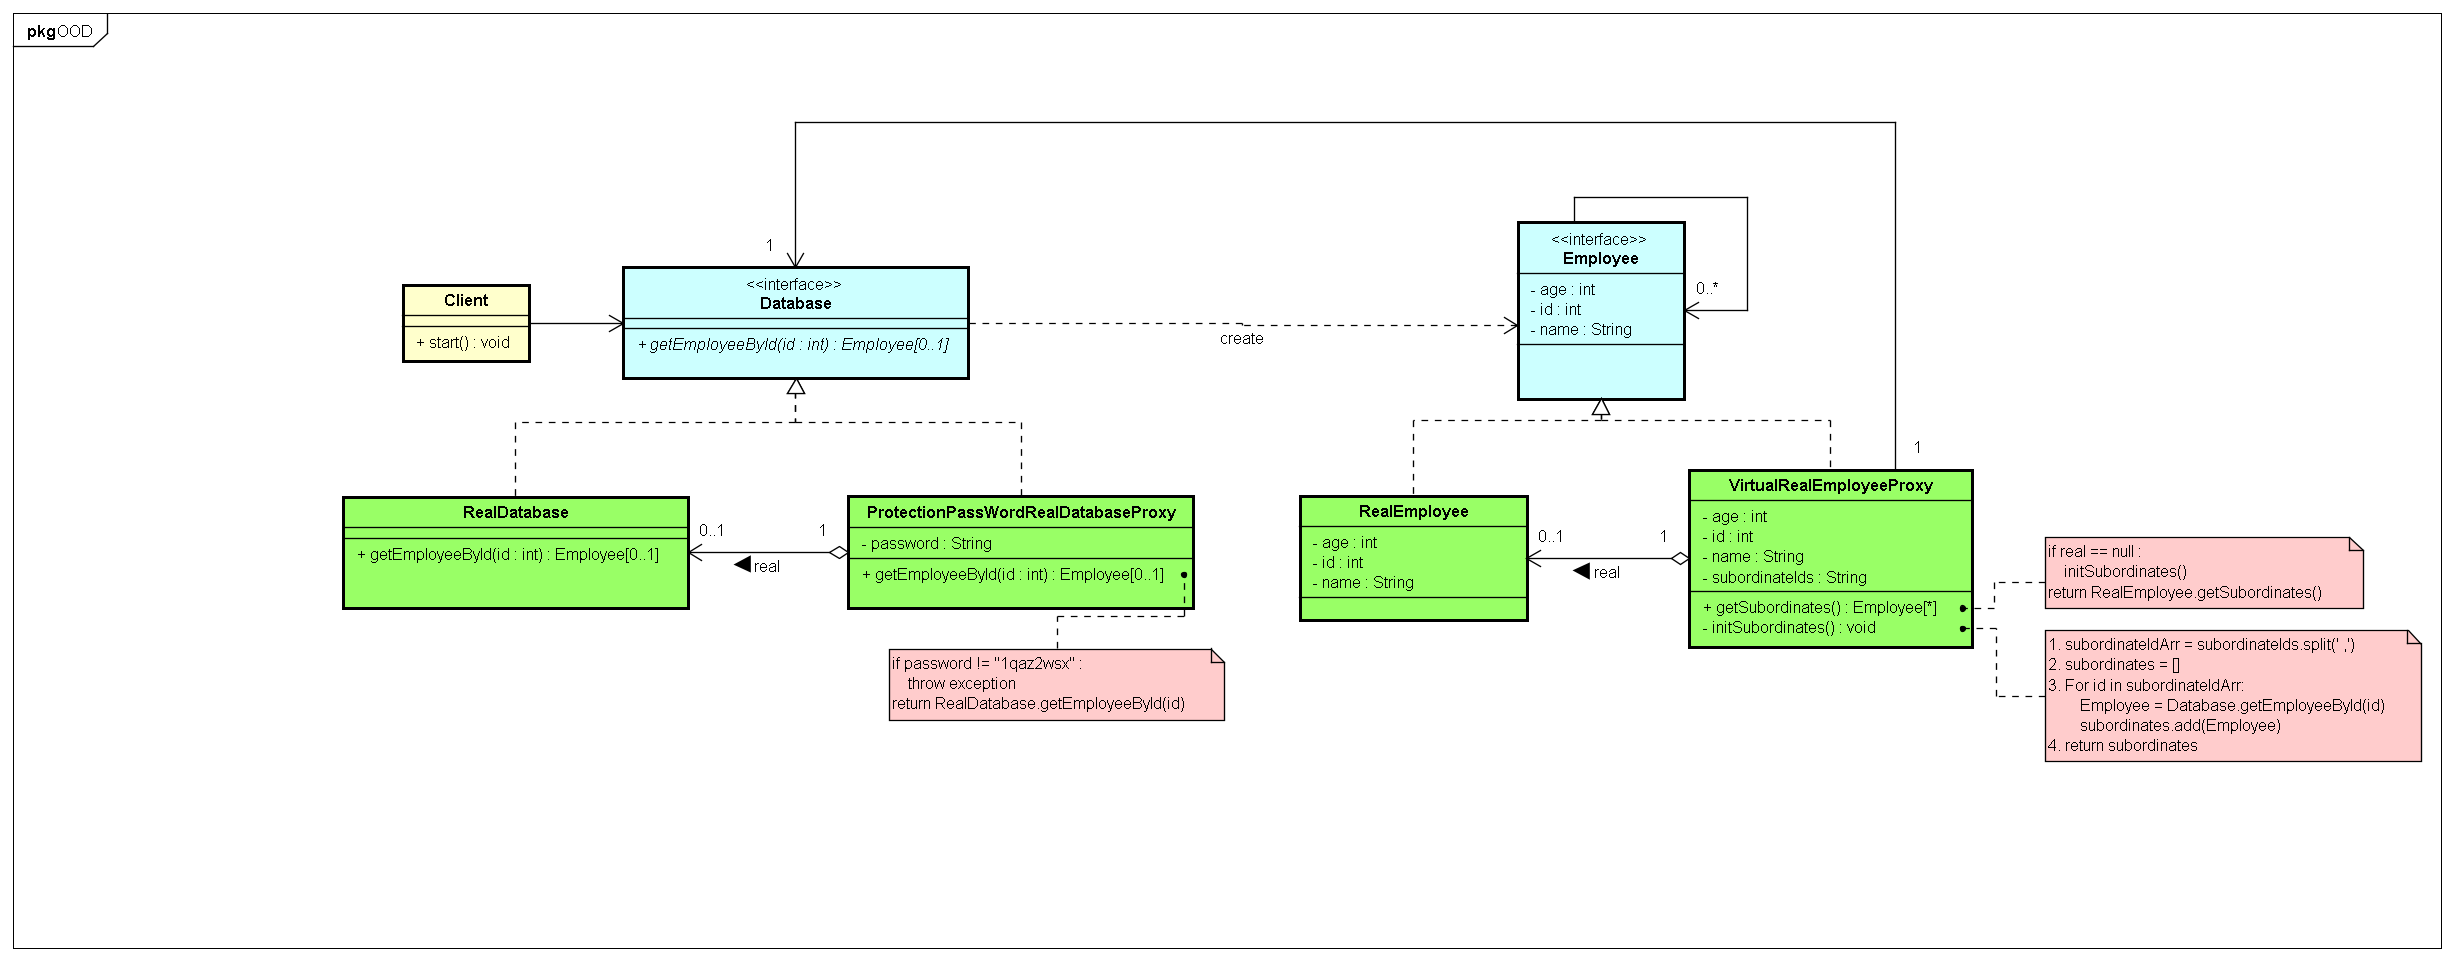 pkg OOD
1
<<interface>>
Employee
- age : int
- id : int
- name : String
0..*
<<interface>>
Database
+ getEmployeeById(id : int) : Employee[0..1]
Client
+ start() : void
create
1
RealDatabase
+ getEmployeeById(id : int) : Employee[0..1]
0..1
1
real
ProtectionPassWordRealDatabaseProxy
- password : String
+ getEmployeeById(id : int) : Employee[0..1]
if password != "1qaz2wsx" :
throw exception
return RealDatabase.getEmployeeById(id)
RealEmployee
- age : int
- id : int
- name : String
0..1
1
real
VirtualRealEmployeeProxy
- age : int
- id : int
- name : String
- subordinateIds : String
+ getSubordinates() : Employee[*]
- initSubordinates() : void
if real == null :
initSubordinates()
return RealEmployee.getSubordinates()
1. subordinateIdArr = subordinateIds.split(' ,')
2. subordinates = []
3. For id in subordinateIdArr:
Employee = Database.getEmployeeById(id)
subordinates.add(Employee)
4. return subordinates